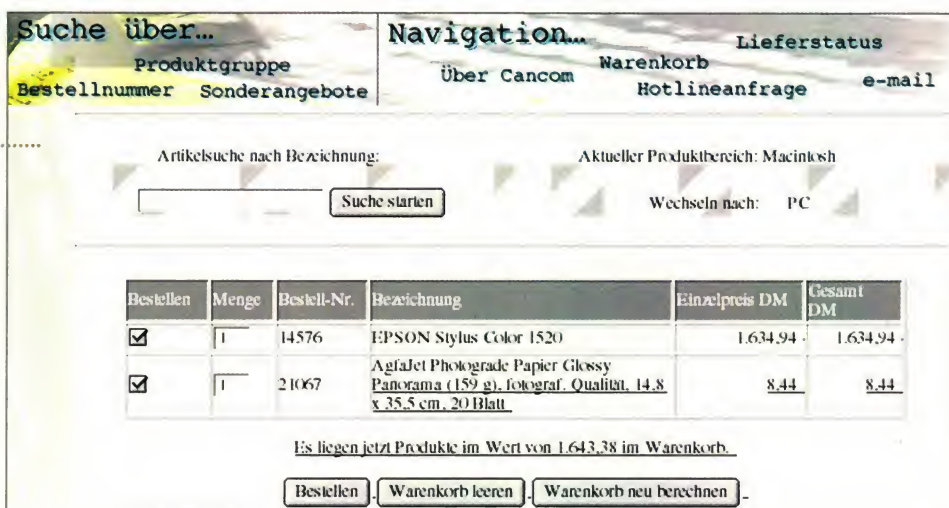 Suche über...
Produktgruppe
Bestellnummer Sonderangebote
Navigation...
Lieferstatus
Warenkorb
Über Cancom
e-mail
Hotlineanfrage
Artikelsuche nach Bezeichnung:
Aktueller Produktbereich: Macintosh
Suche starten
Wechseln nach: PC
Bestellen Menge Bestell-Nr. Bezeichnung Einzelpreis DM Gesamt DM
1 14576 EPSON Stylus Color 1520 1.634,94 1.634,94
1 21067 AgfaJet Photograde Papier Glossy
Panorama (159 g), fotograf. Qualität, 14,8 8,44 8,44
x 35,5 cm, 20 Blatt
Es liegen jetzt Produkte im Wert von 1.643,38 im Warenkorb.
Bestellen Warenkorb leeren Warenkorb neu berechnen